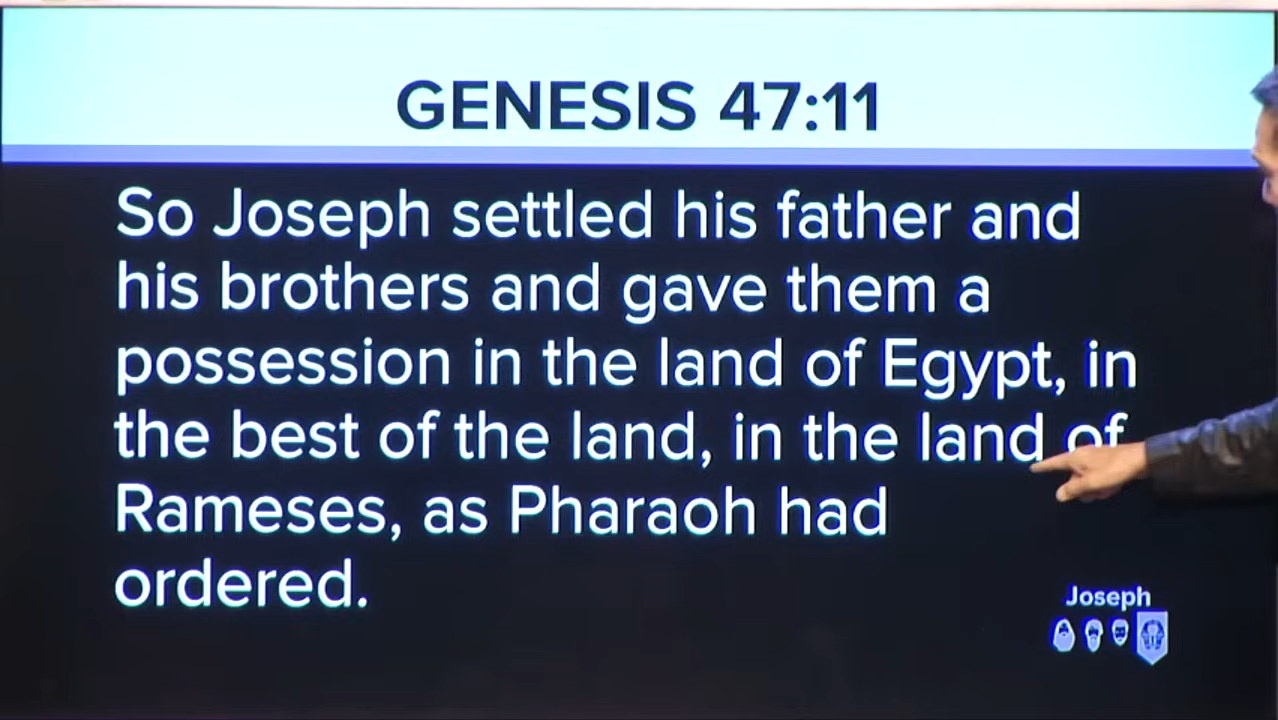 GENESIS 47:11
So Joseph settled his father and
his brothers and gave them a
possession in the land of Egypt, in
the best of the land, in the land of
Rameses, as Pharaoh had
ordered.
Joseph